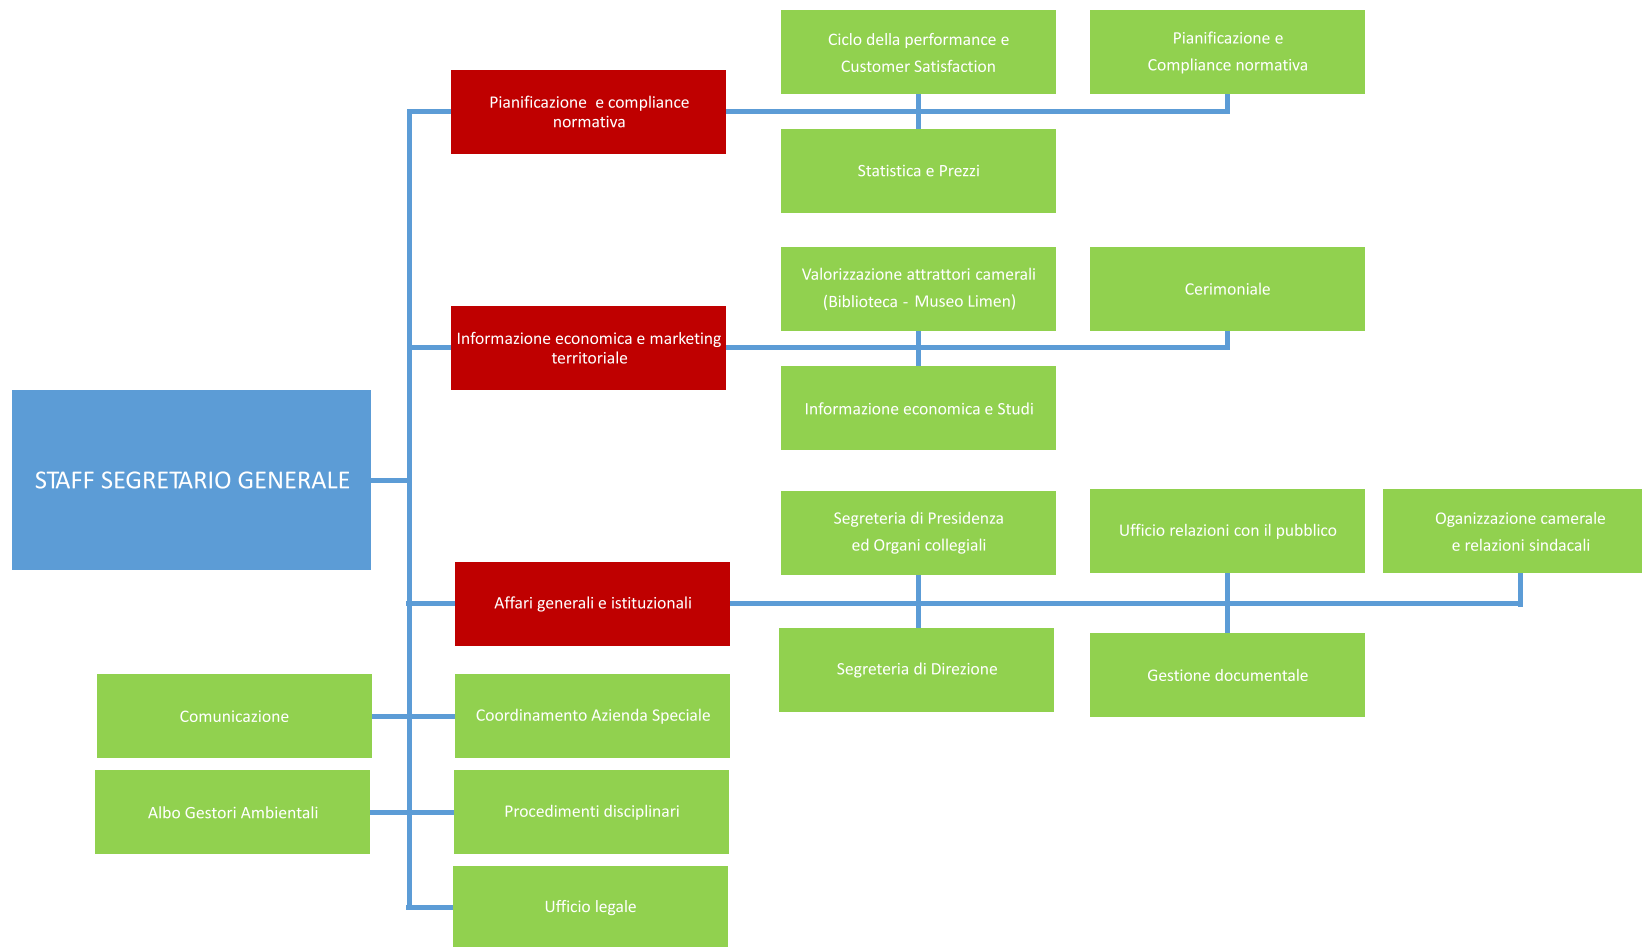 Ciclo della performance e
Customer Satisfaction
Pianificazione e
Compliance normativa
Pianificazione e compliance
normativa
Statistica e Prezzi
Valorizzazione attrattori camerali
(Biblioteca - Museo Limen)
Cerimoniale
Informazione economica e marketing
territoriale
Informazione economica e Studi
STAFF SEGRETARIO GENERALE
Segreteria di Presidenza
ed Organi collegiali
Ufficio relazioni con il pubblico
Oganizzazione camerale
e relazioni sindacali
Affari generali e istituzionali
Segreteria di Direzione
Gestione documentale
Comunicazione
Coordinamento Azienda Speciale
Albo Gestori Ambientali
Procedimenti disciplinari
Ufficio legale